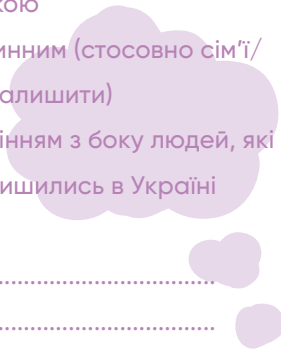 кою
инним (стосовно сім’ї/
алишити)
інням з боку людей, які
ишились в Україні